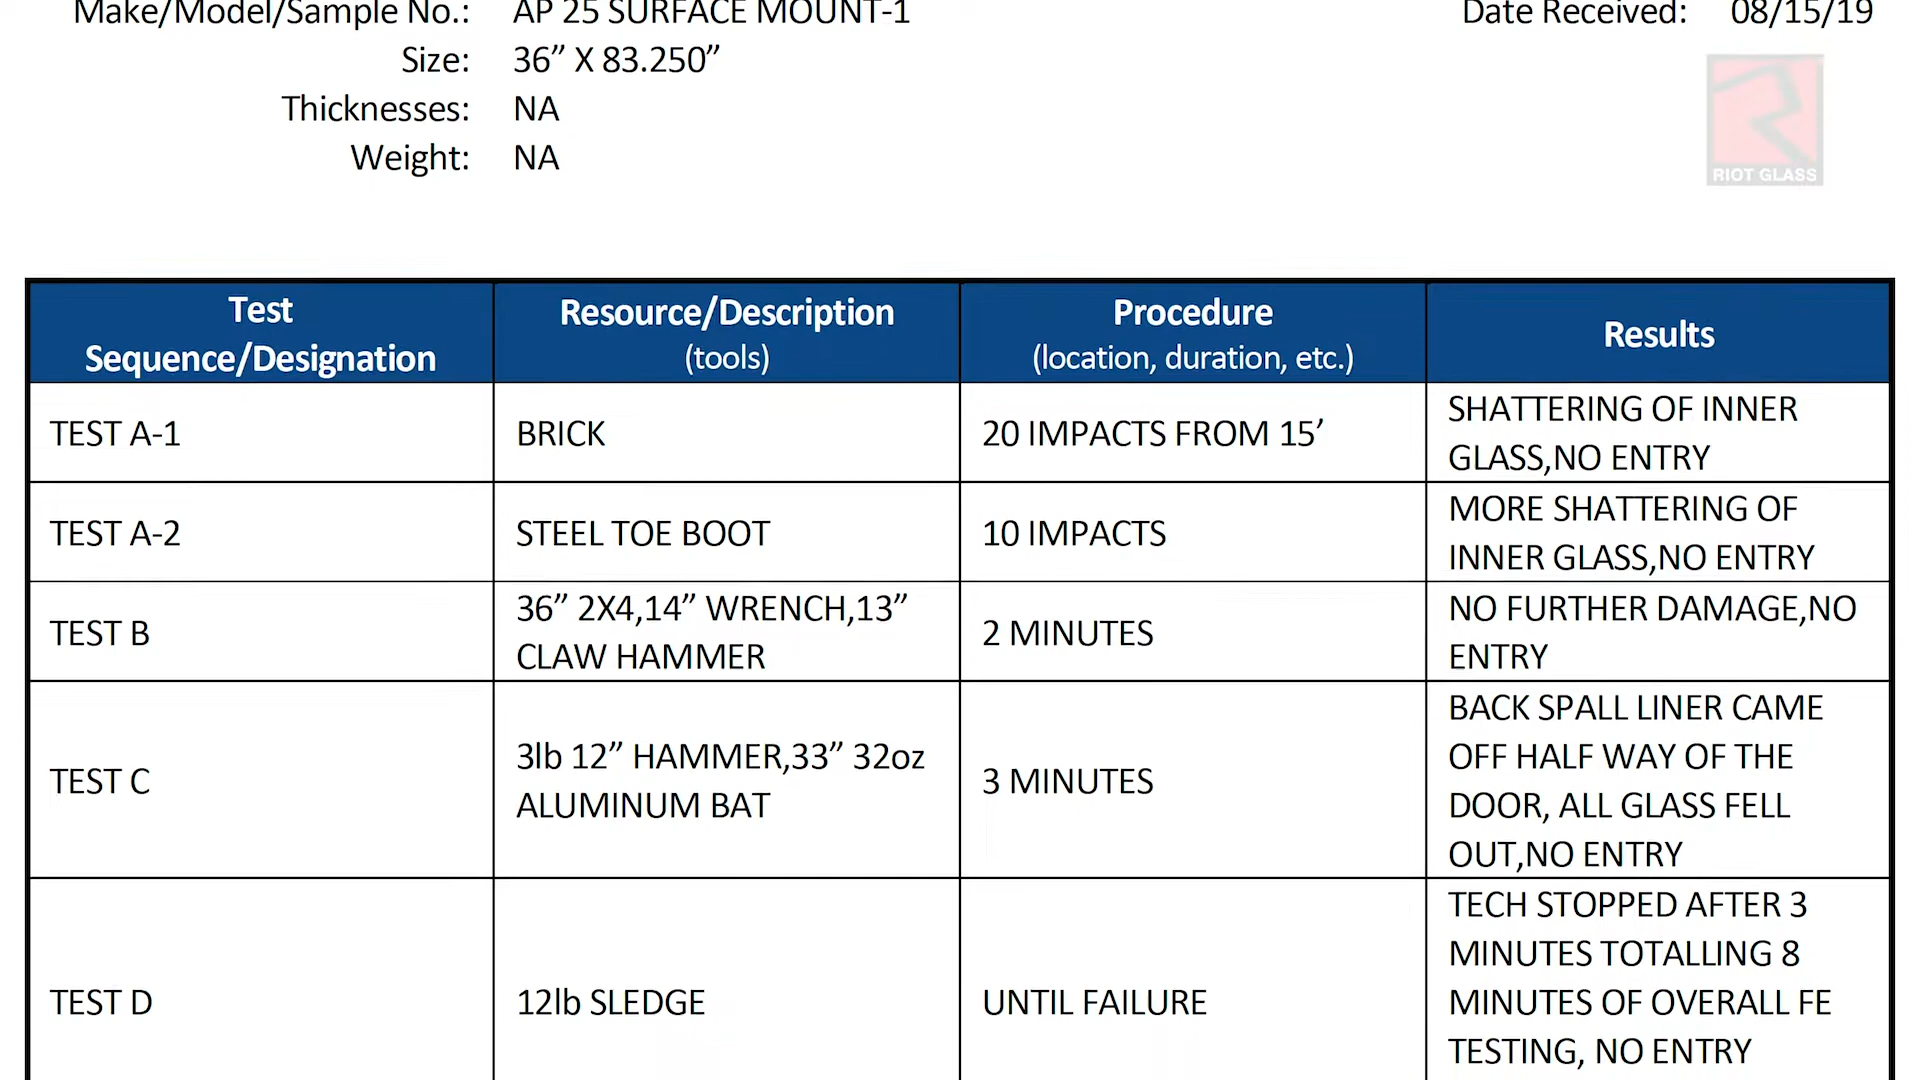 Make/Model/Sample No.: AP 25 SURFACE MOUNT-1 Date Received: 08/15/19
Size: 36” X 83.250”
Thicknesses: NA
Weight: NA
RIOT GLASS
Test Sequence/Designation
Resource/Description
(tools)
Procedure
(location, duration, etc.)
Results
TEST A-1
BRICK
20 IMPACTS FROM 15’
SHATTERING OF INNER
GLASS,NO ENTRY
TEST A-2
STEEL TOE BOOT
10 IMPACTS
MORE SHATTERING OF
INNER GLASS,NO ENTRY
TEST B
36” 2X4,14” WRENCH,13”
CLAW HAMMER
2 MINUTES
NO FURTHER DAMAGE,NO
ENTRY
TEST C
3lb 12” HAMMER,33” 32oz
ALUMINUM BAT
3 MINUTES
BACK SPALL LINER CAME
OFF HALF WAY OF THE
DOOR, ALL GLASS FELL
OUT,NO ENTRY
TEST D
12lb SLEDGE
UNTIL FAILURE
TECH STOPPED AFTER 3
MINUTES TOTALLING 8
MINUTES OF OVERALL FE
TESTING, NO ENTRY